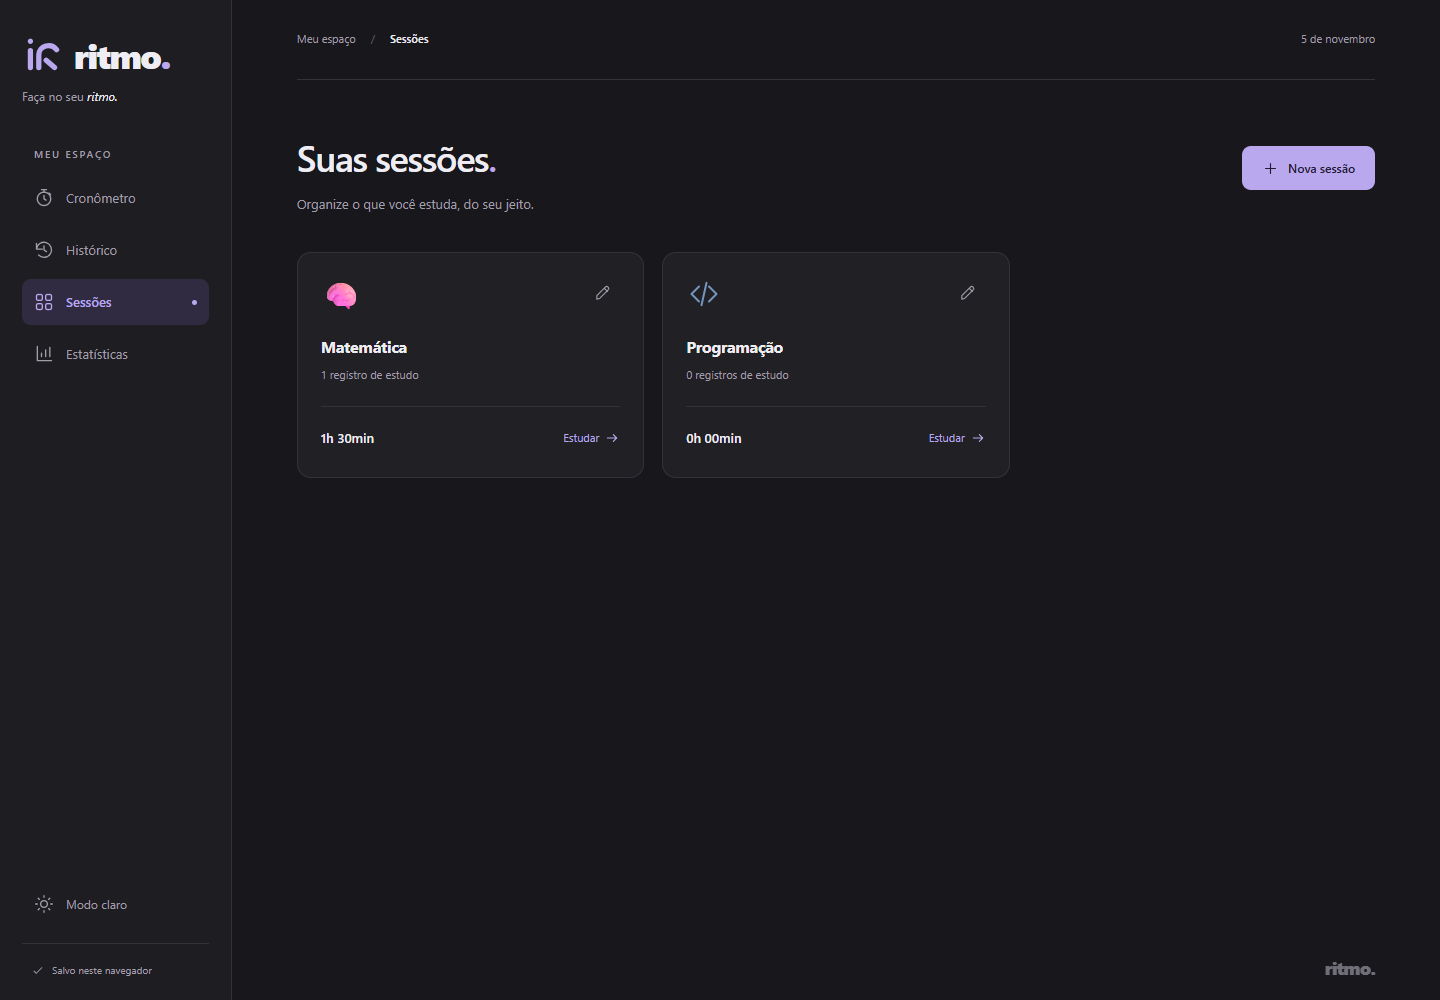 ritmo.
Faça no seu ritmo.
MEU ESPAÇO
Cronômetro
Histórico
Sessões
Estatísticas
Modo claro
Salvo neste navegador
Meu espaço / Sessões
5 de novembro
Suas sessões.
Organize o que você estuda, do seu jeito.
+ Nova sessão
Matemática
1 registro de estudo
1h 30min
Estudar →
Programação
0 registros de estudo
0h 00min
Estudar →
ritmo.